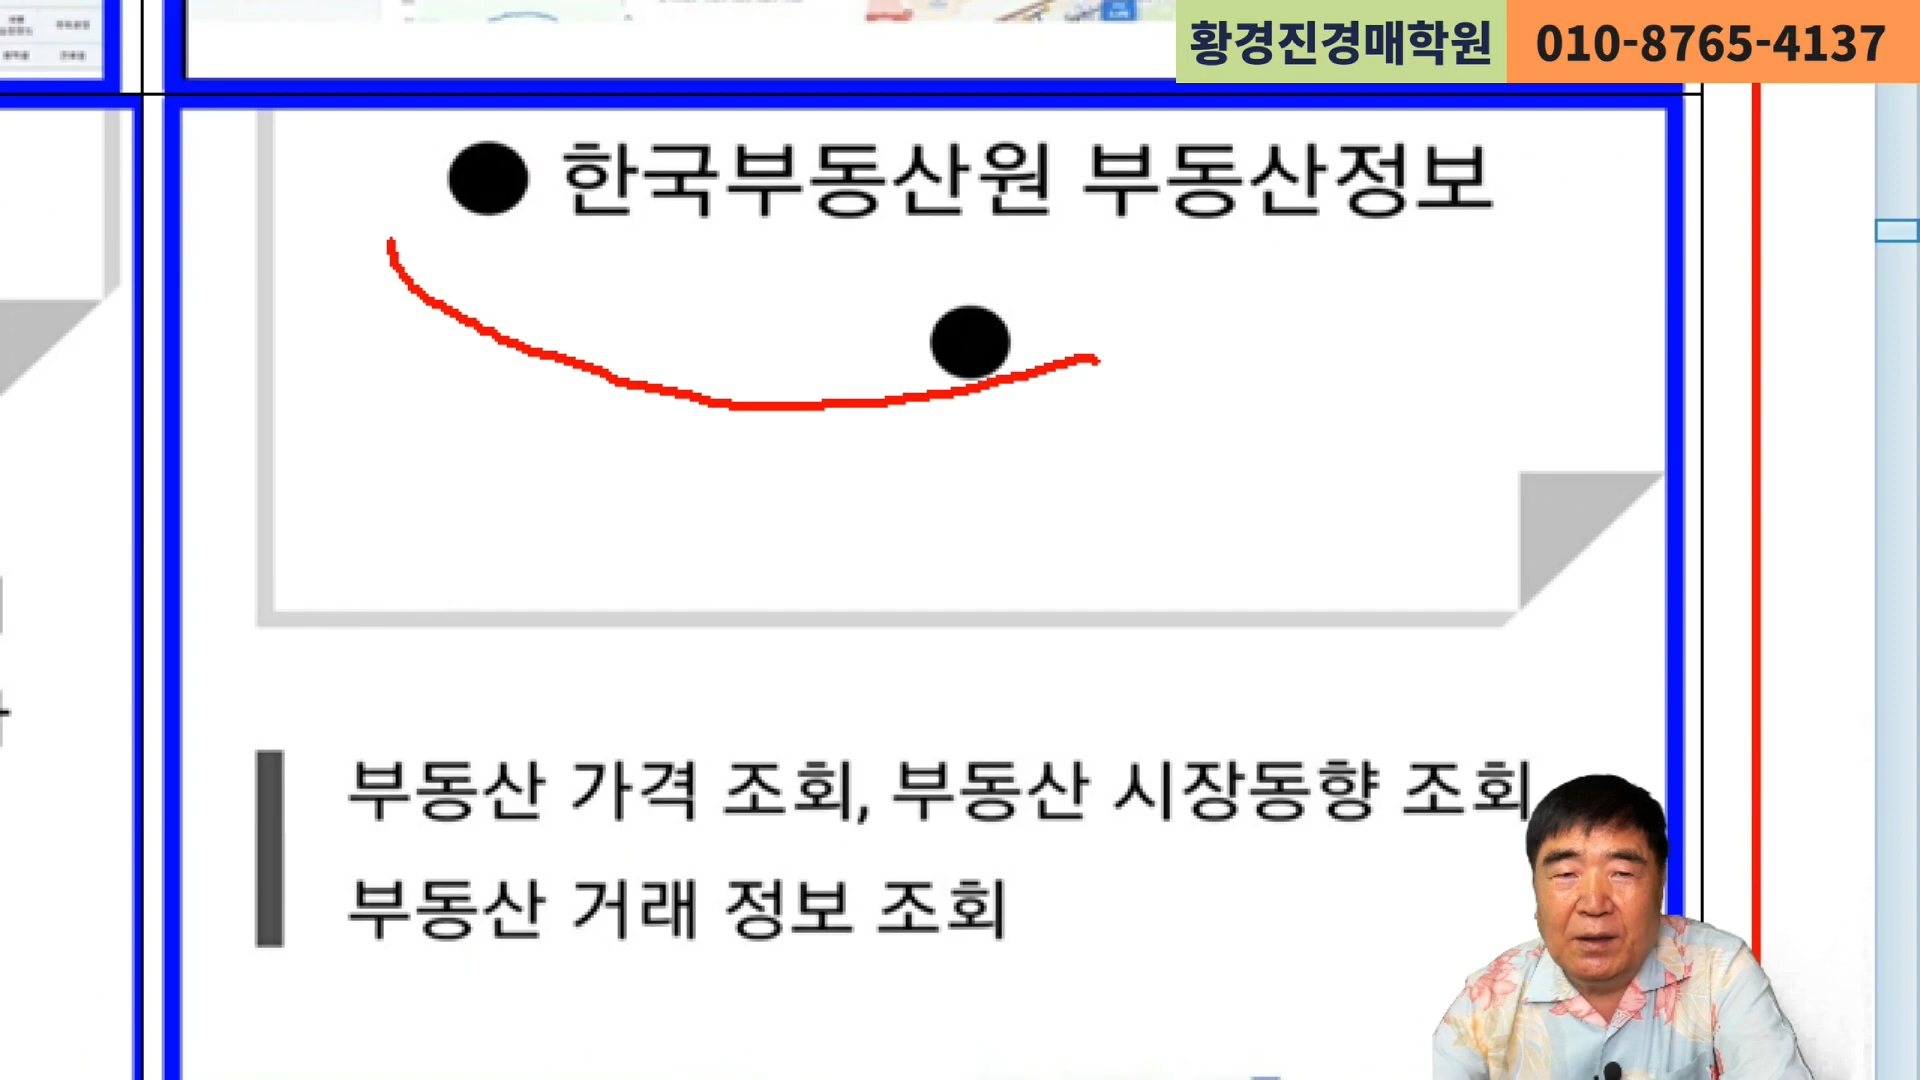 황경진경매학원 010-8765-4137
● 한국부동산원 부동산정보
●
부동산 가격 조회, 부동산 시장동향 조회
부동산 거래 정보 조회